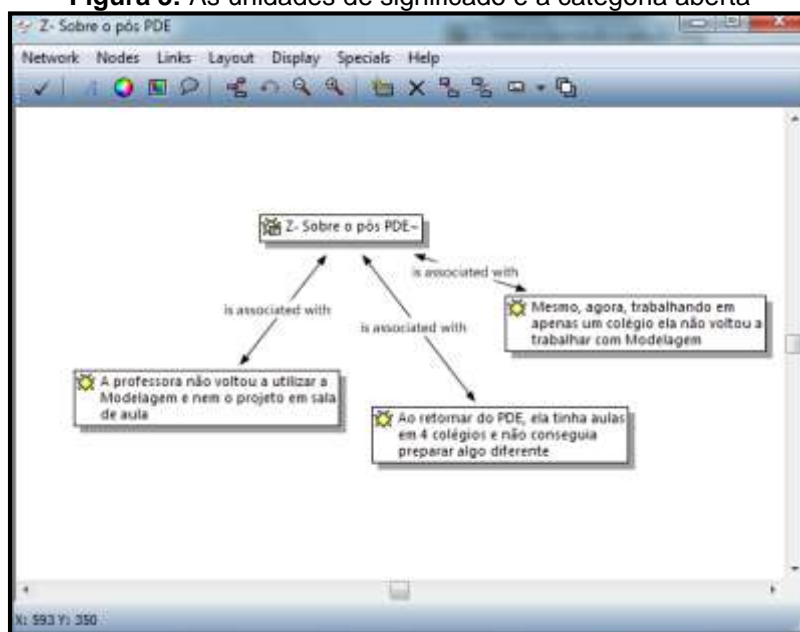 Figura 3: As unidades de significado e a categoria aberta
Z- Sobre o pós PDE
Network Nodes Links Layout Display Specials Help
Z- Sobre o pós PDE~
is associated with
is associated with
is associated with
Mesmo, agora, trabalhando em
apenas um colégio ela não voltou a
trabalhar com Modelagem
A professora não voltou a utilizar a
Modelagem e nem o projeto em sala
de aula
Ao retornar do PDE, ela tinha aulas
em 4 colégios e não conseguia
preparar algo diferente
X: 593 Y: 350